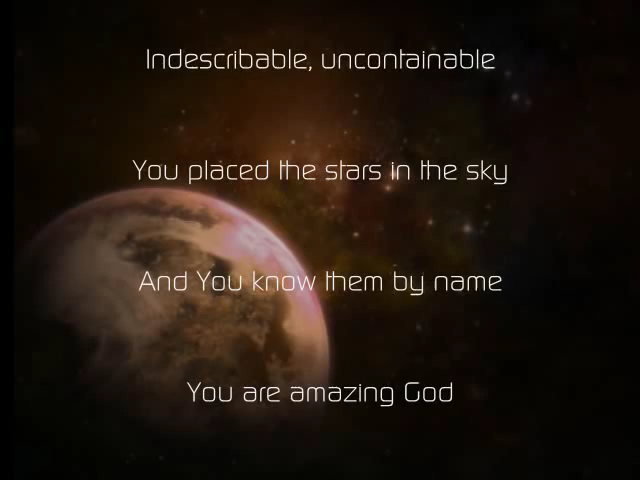 Indescribable, uncontainable
You placed the stars in the sky
And You know them by name
You are amazing God